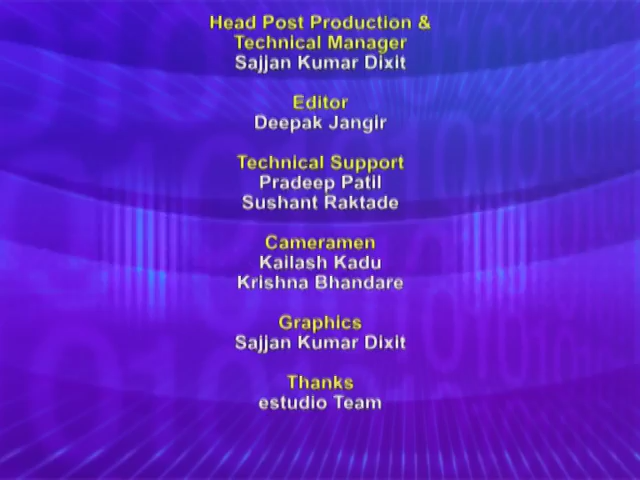 Head Post Production &
Technical Manager
Sajjan Kumar Dixit
Editor
Deepak Jangir
Technical Support
Pradeep Patil
Sushant Raktade
Cameramen
Kailash Kadu
Krishna Bhandare
Graphics
Sajjan Kumar Dixit
Thanks
estudio Team